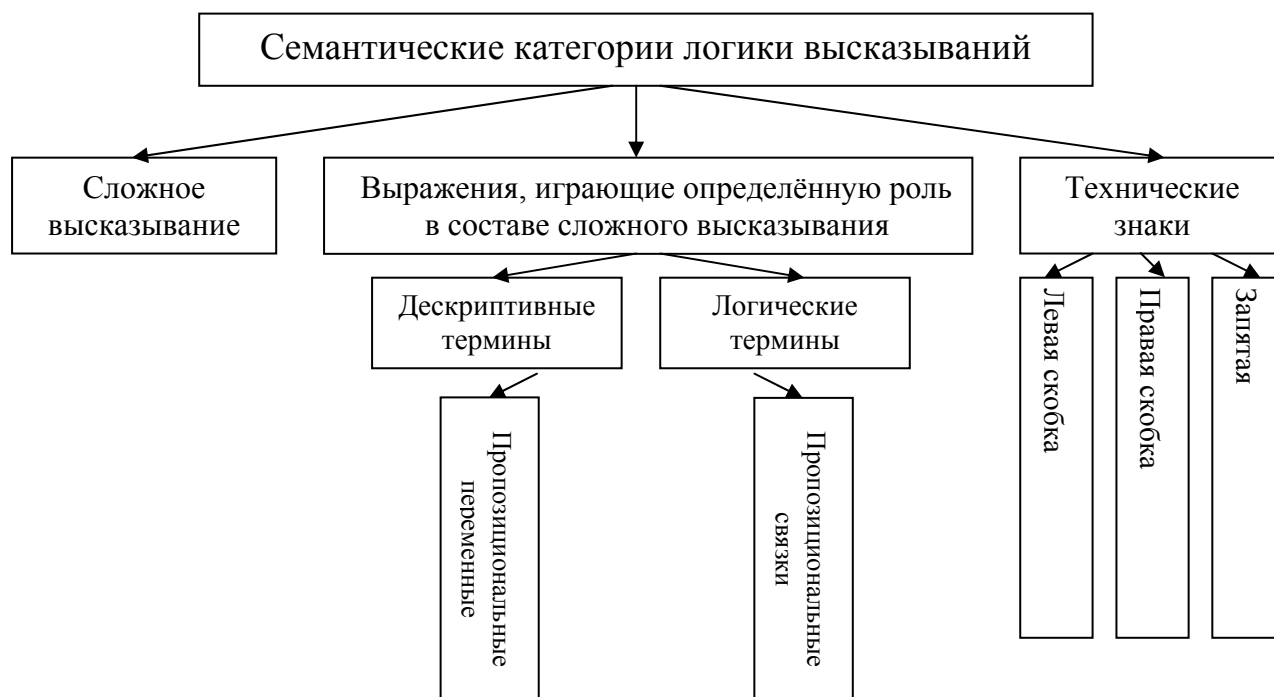 Семантические категории логики высказываний
Сложное
высказывание
Выражения, играющие определённую роль
в составе сложного высказывания
Технические
знаки
Дескриптивные
термины
Логические
термины
Левая скобка
Правая скобка
Запятая
Пропозициональные
переменные
Пропозициональные
связки